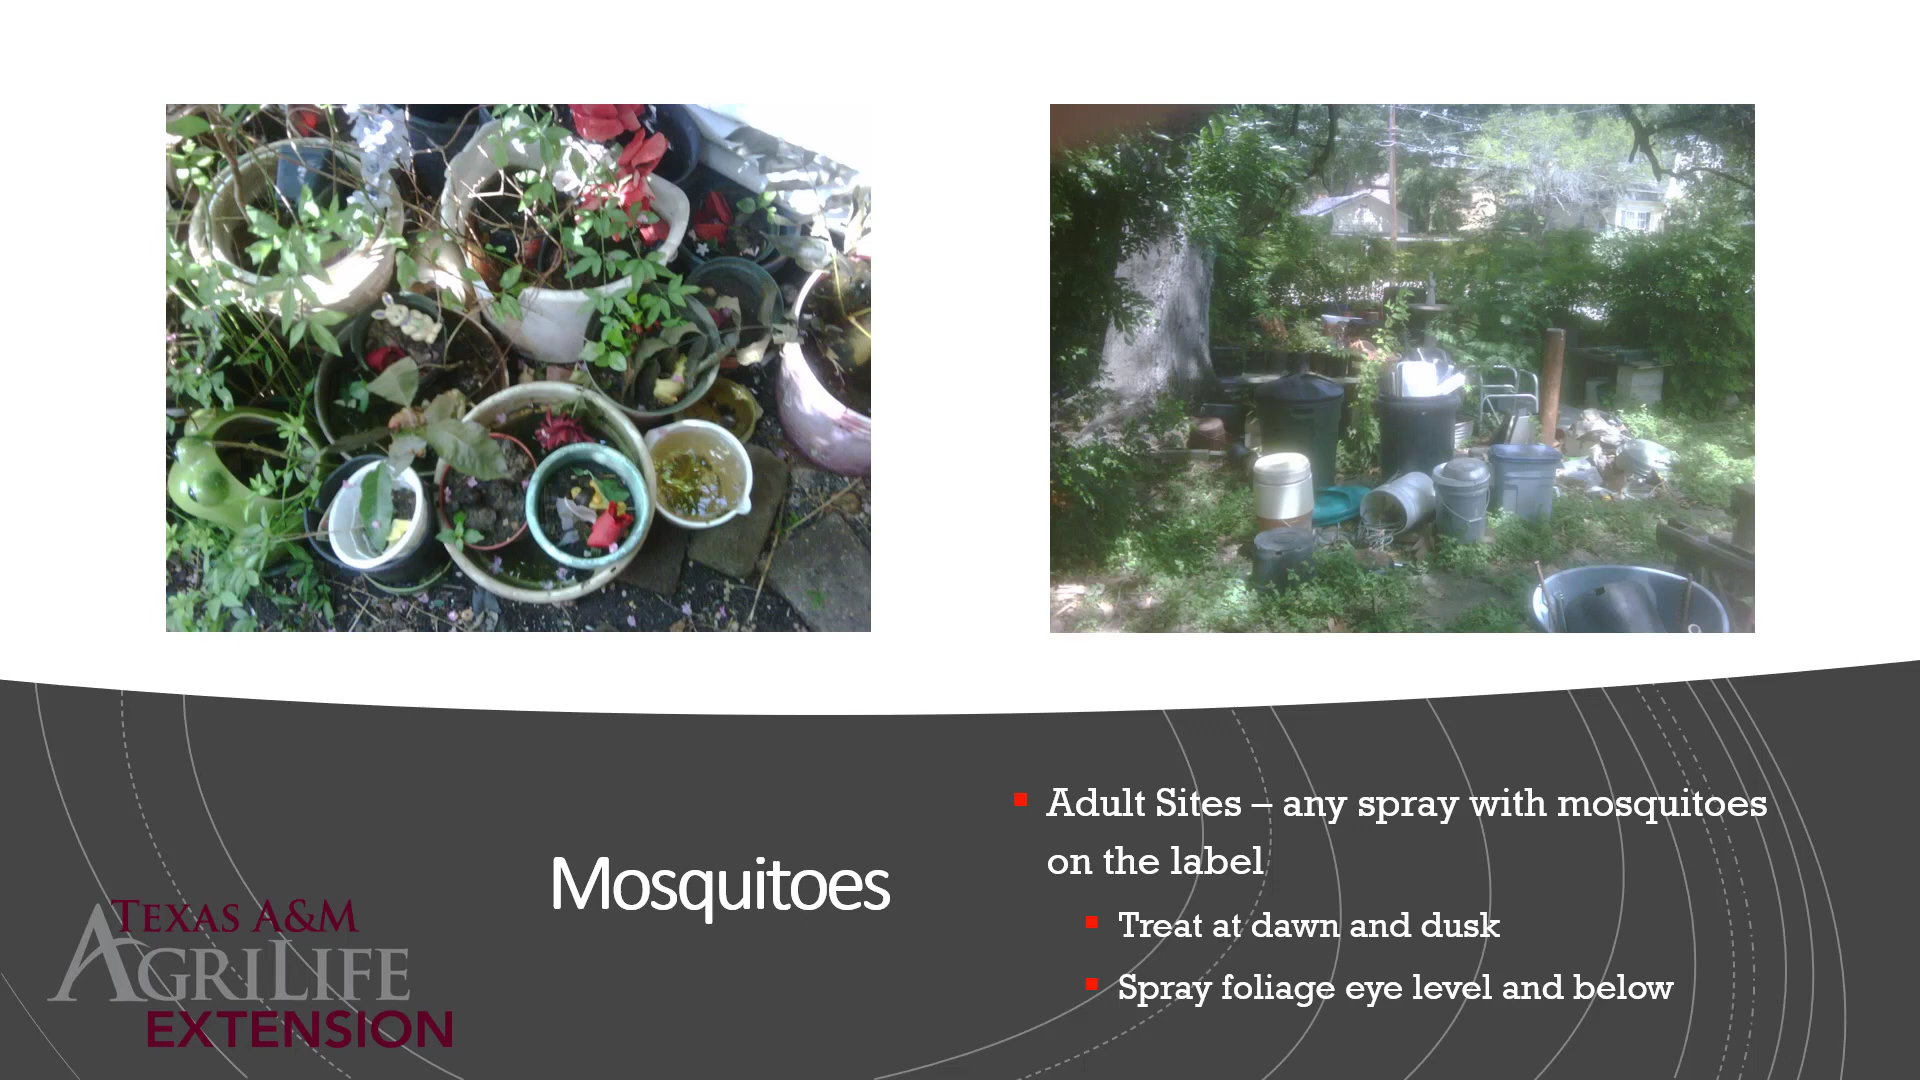 Mosquitoes
Adult Sites – any spray with mosquitoes
on the label
Treat at dawn and dusk
Spray foliage eye level and below
TEXAS A&M
AGRILIFE
EXTENSION